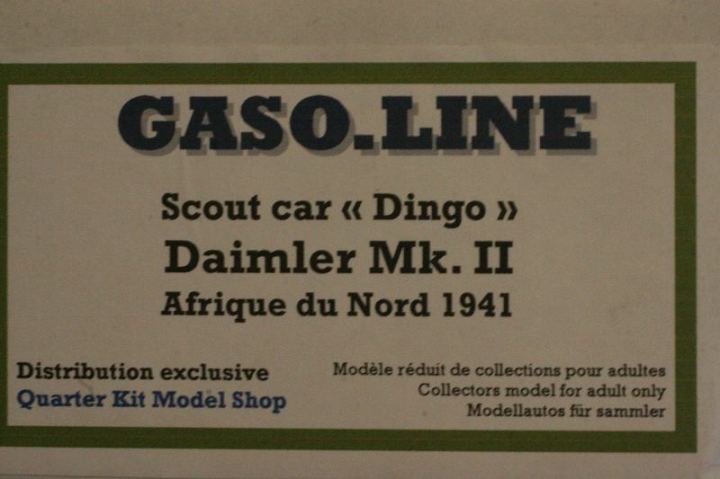 GASO.LINE
Scout car « Dingo »
Daimler Mk. II
Afrique du Nord 1941
Distribution exclusive
Quarter Kit Model Shop
Modèle réduit de collections pour adultes
Collectors model for adult only
Modellautos für sammler